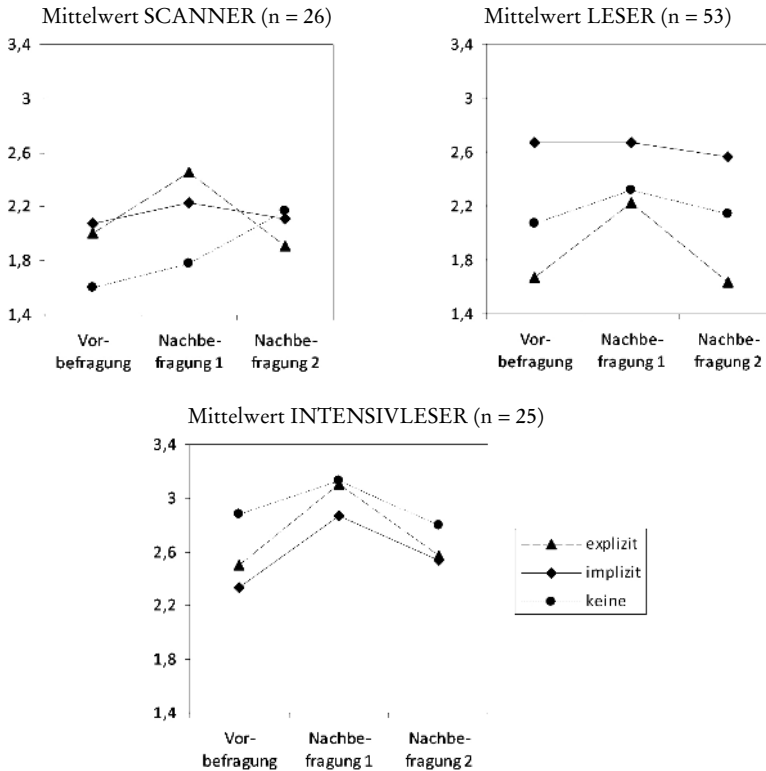 Mittelwert SCANNER (n = 26)
3,4
3
2,6
2,2
1,8
1,4
Vor-
befragung
Nachbe-
fragung 1
Nachbe-
fragung 2
Mittelwert LESER (n = 53)
3,4
3
2,6
2,2
1,8
1,4
Vor-
befragung
Nachbe-
fragung 1
Nachbe-
fragung 2
Mittelwert INTENSIVLESER (n = 25)
3,4
3
2,6
2,2
1,8
1,4
Vor-
befragung
Nachbe-
fragung 1
Nachbe-
fragung 2
explizit
implizit
keine